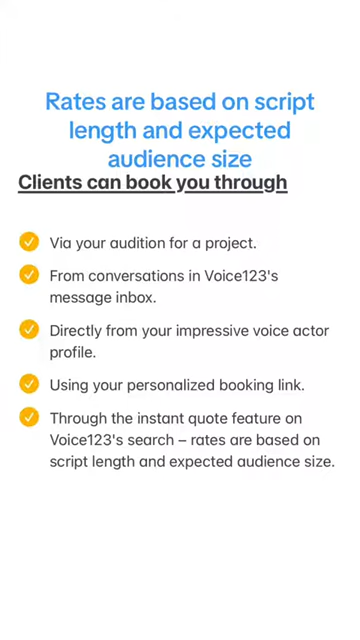 Rates are based on script
length and expected
audience size
Clients can book you through
Via your audition for a project.
From conversations in Voice123's
message inbox.
Directly from your impressive voice actor
profile.
Using your personalized booking link.
Through the instant quote feature on
Voice123's search – rates are based on
script length and expected audience size.